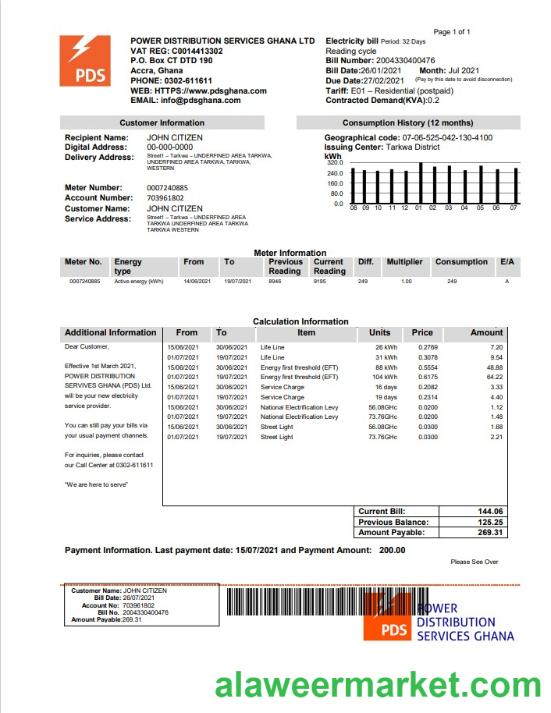 Page 1 of 1
PDS
POWER DISTRIBUTION SERVICES GHANA LTD
VAT REG: C0014413302
P.O. Box CT DTD 190
Accra, Ghana
PHONE: 0302-611611
WEB: HTTPS://www.pdsghana.com
EMAIL: info@pdsghana.com
Electricity bill Period: 32 Days
Reading cycle
Bill Number: 2004330400476
Bill Date:26/01/2021 Month: Jul 2021
Due Date:27/02/2021 (Pay by this date to avoid disconnection)
Tariff: E01 – Residential (postpaid)
Contracted Demand(KVA):0.2
Customer Information
Recipient Name: JOHN CITIZEN
Digital Address: 00-000-0000
Delivery Address: Street1 – Tarkwa – UNDERFINED AREA TARKWA,
UNDERFINED AREA TARKWA, TARKWA,
WESTERN
Meter Number: 0007240885
Account Number: 703961802
Customer Name: JOHN CITIZEN
Service Address: Street1 – Tarkwa – UNDERFINED AREA
TARKWA UNDERFINED AREA TARKWA
TARKWA WESTERN
Consumption History (12 months)
Geographical code: 07-06-525-042-130-4100
Issuing Center: Tarkwa District
kWh
320.0
240.0
160.0
80.0
0.0
08 09 10 11 12 01 02 03 04 05 06 07
Meter Information
Meter No. Energy type From To Previous Reading Current Reading Diff. Multiplier Consumption E/A
0007240885 Active energy (kWh) 14/06/2021 19/07/2021 8946 9195 249 1.00 249 A
Calculation Information
Additional Information From To Item Units Price Amount
Dear Customer,
Effective 1st March 2021,
POWER DISTRIBUTION
SERVIVES GHANA (PDS) Ltd.
will be your new electricity
service provider.
You can still pay your bills via
your usual payment channels.
For inquiries, please contact
our Call Center at 0302-611611
"We are here to serve"
15/06/2021 30/06/2021 Life Line 26 kWh 0.2769 7.20
01/07/2021 19/07/2021 Life Line 31 kWh 0.3078 9.54
15/06/2021 30/06/2021 Energy first threshold (EFT) 88 kWh 0.5554 48.88
01/07/2021 19/07/2021 Energy first threshold (EFT) 104 kWh 0.6175 64.22
15/06/2021 30/06/2021 Service Charge 16 days 0.2082 3.33
01/07/2021 19/07/2021 Service Charge 19 days 0.2314 4.40
15/06/2021 30/06/2021 National Electrification Levy 56.08GHc 0.0200 1.12
01/07/2021 19/07/2021 National Electrification Levy 73.76GHc 0.0200 1.48
15/06/2021 30/06/2021 Street Light 56.08GHc 0.0300 1.68
01/07/2021 19/07/2021 Street Light 73.76GHc 0.0300 2.21
Current Bill: 144.06
Previous Balance: 125.25
Amount Payable: 269.31
Payment Information. Last payment date: 15/07/2021 and Payment Amount: 200.00
Please See Over
Customer Name: JOHN CITIZEN
Bill Date: 26/07/2021
Account No: 703961802
Bill No. 2004330400476
Amount Payable:269.31
PDS
POWER
DISTRIBUTION
SERVICES GHANA
alaweermarket.com